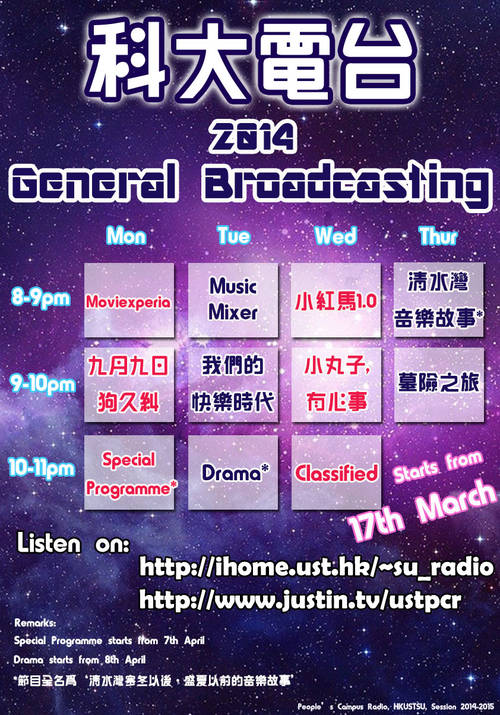 科大電台
2014
General Broadcasting
Mon Tue Wed Thur
8-9pm
Moviexperia
Music
Mixer
小紅馬1.0
清水灣
音樂故事*
9-10pm
九月九日
狗久糾
我們的
快樂時代
小丸子,
冇心事
墓險之旅
10-11pm
Special
Programme*
Drama*
Classified
Starts from
17th March
Listen on:
http://ihome.ust.hk/~su_radio
http://www.justin.tv/ustpcr
Remarks:
Special Programme starts from 7th April
Drama starts from 8th April
*節目全名爲‘清水灣寒冬以後，盛夏以前的音樂故事’
People's Campus Radio, HKUSTSU, Session 2014-2015